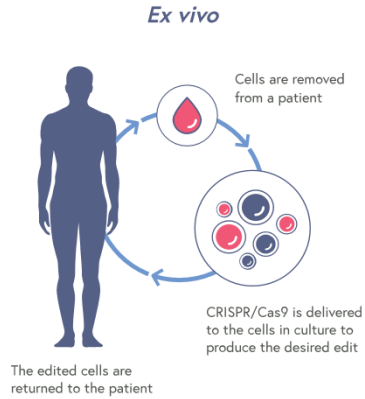 Ex vivo
Cells are removed
from a patient
CRISPR/Cas9 is delivered
to the cells in culture to
produce the desired edit
The edited cells are
returned to the patient